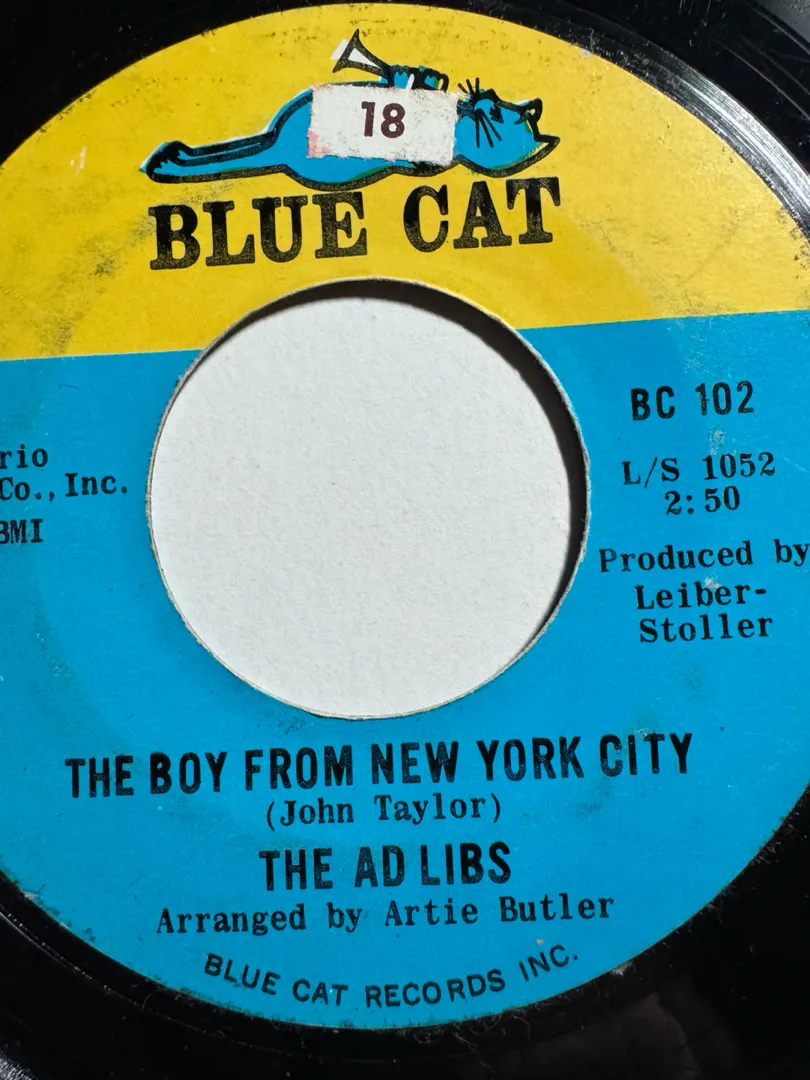 18
BLUE CAT
BC 102
rio
Co., Inc.
BMI
L/S 1052
2:50
Produced by
Leiber-
Stoller
THE BOY FROM NEW YORK CITY
(John Taylor)
THE AD LIBS
Arranged by Artie Butler
BLUE CAT RECORDS INC.